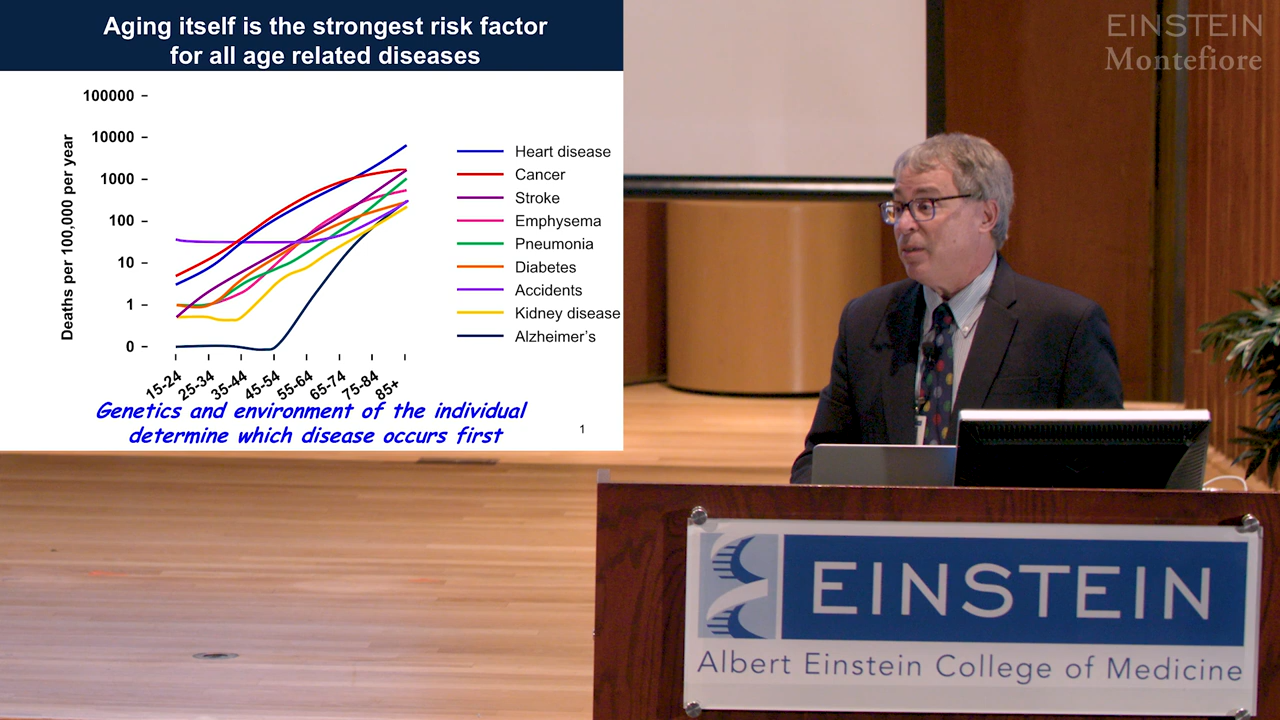 Aging itself is the strongest risk factor
for all age related diseases
Deaths per 100,000 per year
100000
10000
1000
100
10
1
0
15-24
25-34
35-44
45-54
55-64
65-74
75-84
85+
Heart disease
Cancer
Stroke
Emphysema
Pneumonia
Diabetes
Accidents
Kidney disease
Alzheimer's
Genetics and environment of the individual
determine which disease occurs first
1
EINSTEIN
Montefiore
EINSTEIN
Albert Einstein College of Medicine